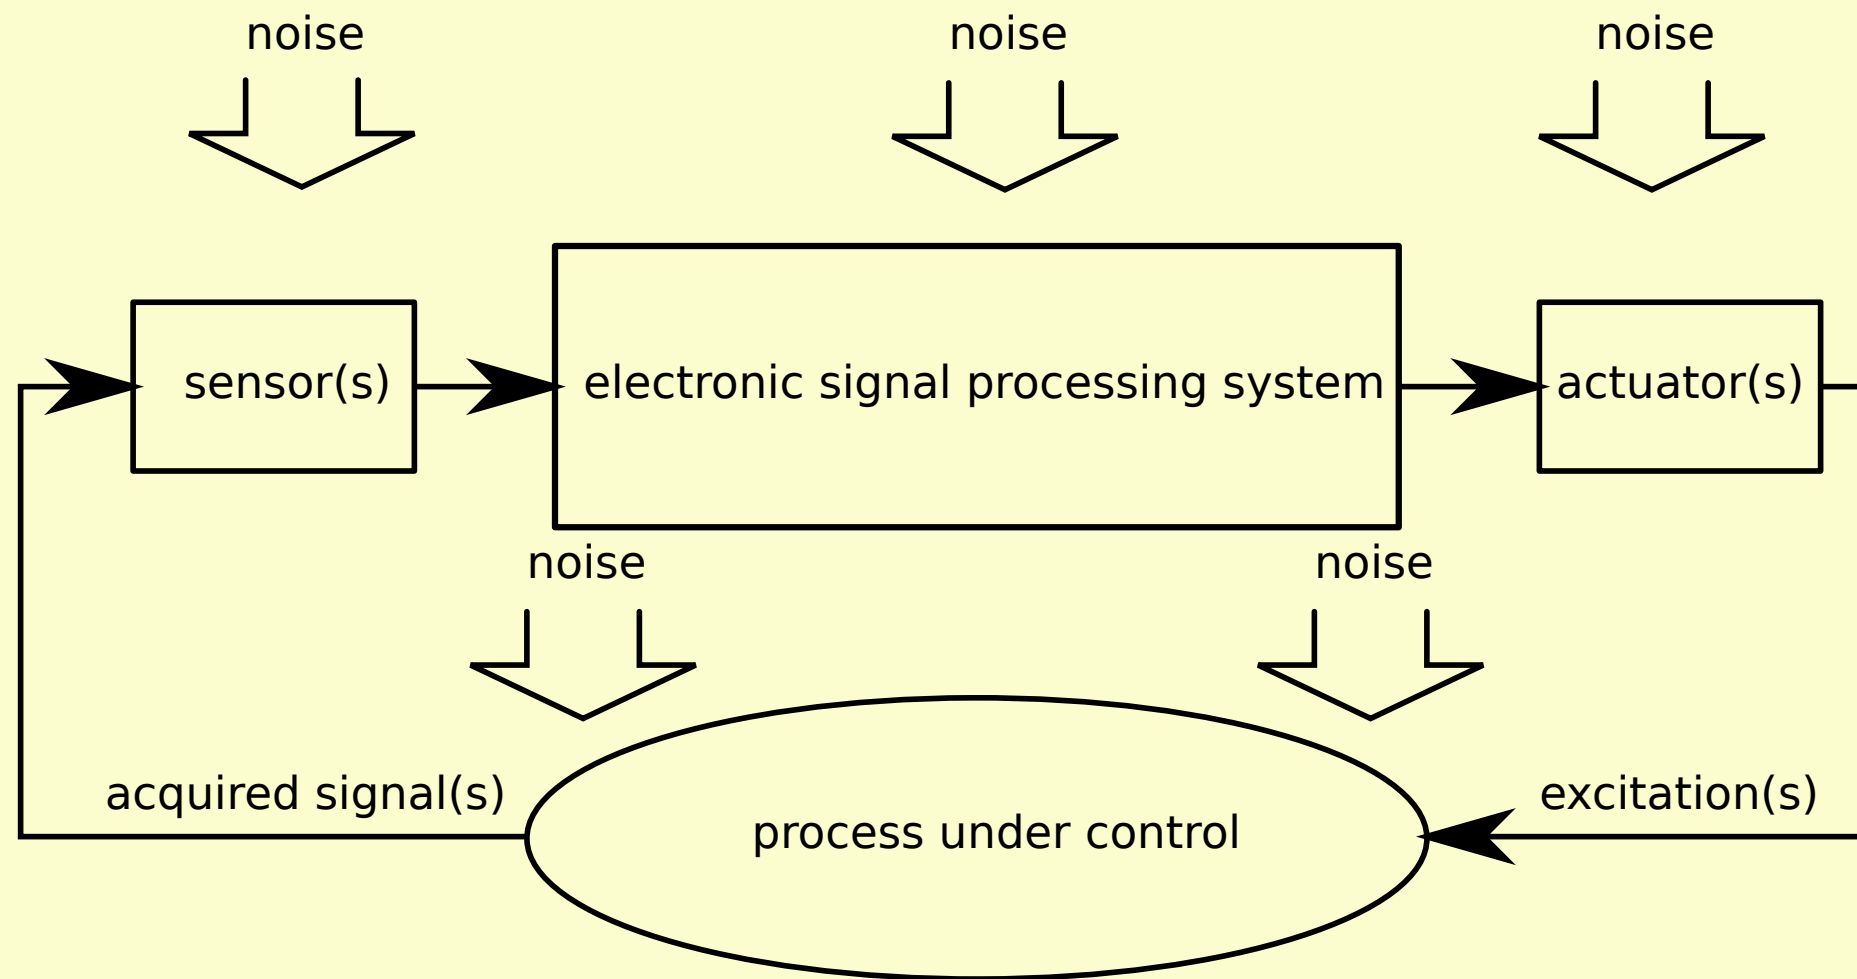 noise
noise
noise
sensor(s)
electronic signal processing system
actuator(s)
noise
noise
acquired signal(s)
excitation(s)
process under control